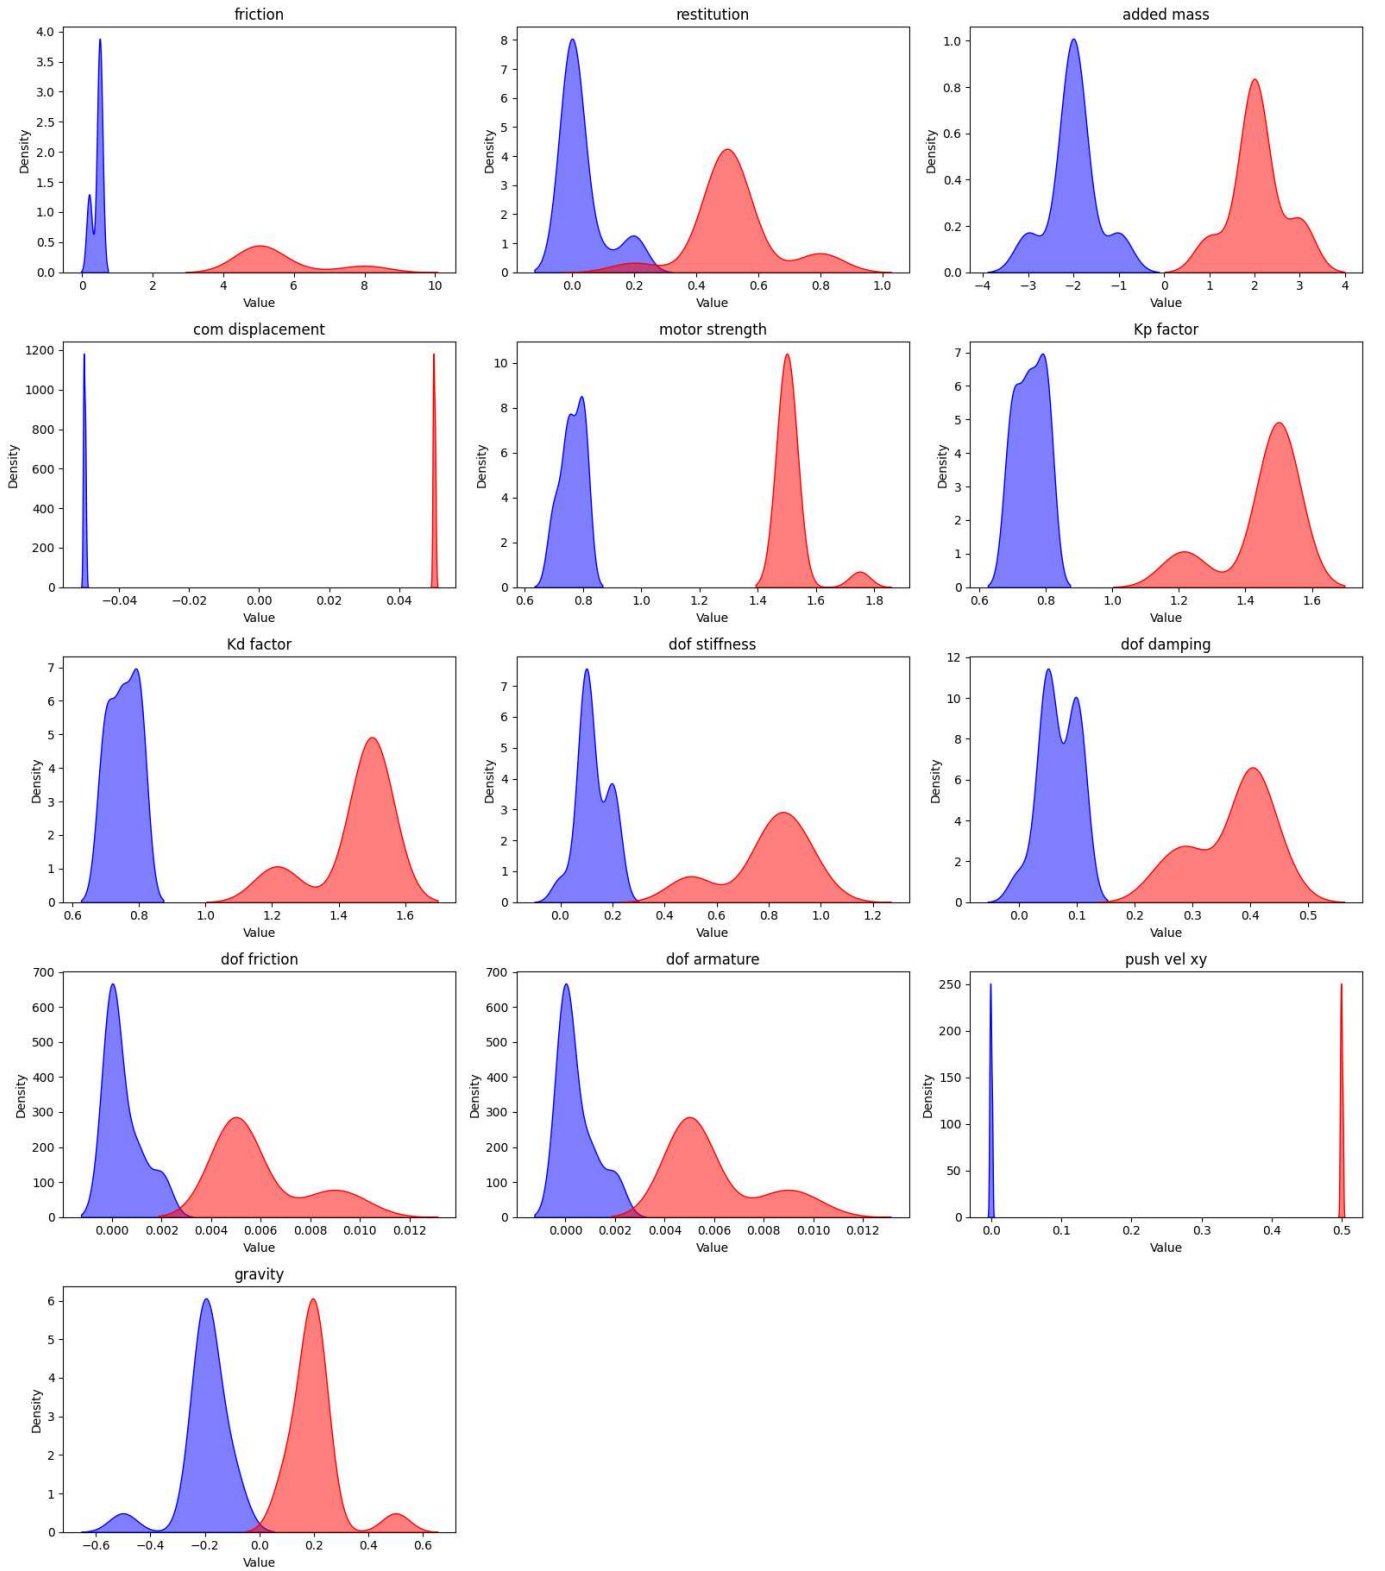 friction
4.0
3.5
3.0
2.5
2.0
1.5
1.0
0.5
0.0
Density
0 2 4 6 8 10
Value
restitution
8
7
6
5
4
3
2
1
0
Density
0.0 0.2 0.4 0.6 0.8 1.0
Value
added mass
1.0
0.8
0.6
0.4
0.2
0.0
Density
−4 −3 −2 −1 0 1 2 3 4
Value
com displacement
1200
1000
800
600
400
200
0
Density
−0.04 −0.02 0.00 0.02 0.04
Value
motor strength
10
8
6
4
2
0
Density
0.6 0.8 1.0 1.2 1.4 1.6 1.8
Value
Kp factor
7
6
5
4
3
2
1
0
Density
0.6 0.8 1.0 1.2 1.4 1.6
Value
Kd factor
7
6
5
4
3
2
1
0
Density
0.6 0.8 1.0 1.2 1.4 1.6
Value
dof stiffness
7
6
5
4
3
2
1
0
Density
0.0 0.2 0.4 0.6 0.8 1.0 1.2
Value
dof damping
12
10
8
6
4
2
0
Density
0.0 0.1 0.2 0.3 0.4 0.5
Value
dof friction
700
600
500
400
300
200
100
0
Density
0.000 0.002 0.004 0.006 0.008 0.010 0.012
Value
dof armature
700
600
500
400
300
200
100
0
Density
0.000 0.002 0.004 0.006 0.008 0.010 0.012
Value
push vel xy
250
200
150
100
50
0
Density
0.0 0.1 0.2 0.3 0.4 0.5
Value
gravity
6
5
4
3
2
1
0
Density
−0.6 −0.4 −0.2 0.0 0.2 0.4 0.6
Value